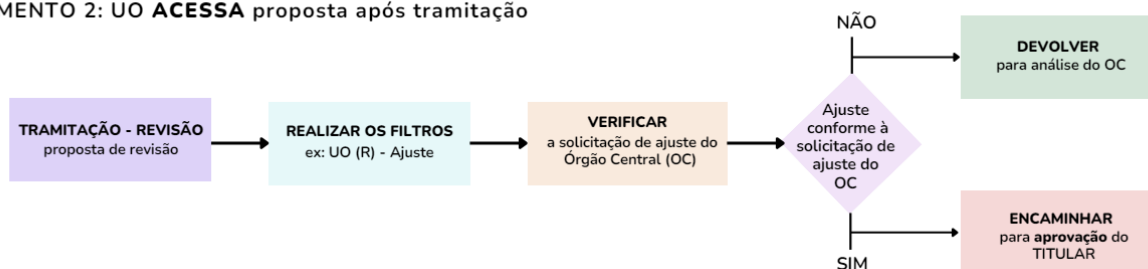 MENTO 2: UO ACESSA proposta após tramitação
TRAMITAÇÃO - REVISÃO
proposta de revisão
REALIZAR OS FILTROS
ex: UO (R) - Ajuste
VERIFICAR
a solicitação de ajuste do
Órgão Central (OC)
Ajuste
conforme à
solicitação de
ajuste do
OC
NÃO
DEVOLVER
para análise do OC
SIM
ENCAMINHAR
para aprovação do
TITULAR